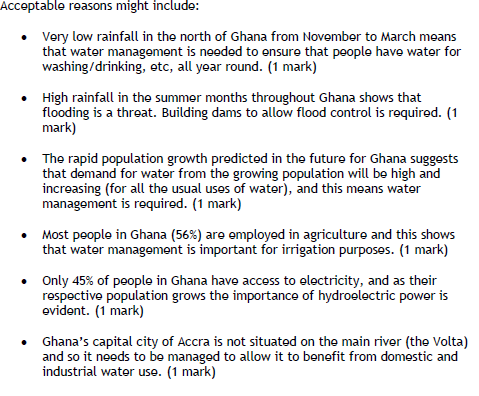 Acceptable reasons might include:
• Very low rainfall in the north of Ghana from November to March means
that water management is needed to ensure that people have water for
washing/drinking, etc, all year round. (1 mark)
• High rainfall in the summer months throughout Ghana shows that
flooding is a threat. Building dams to allow flood control is required. (1
mark)
• The rapid population growth predicted in the future for Ghana suggests
that demand for water from the growing population will be high and
increasing (for all the usual uses of water), and this means water
management is required. (1 mark)
• Most people in Ghana (56%) are employed in agriculture and this shows
that water management is important for irrigation purposes. (1 mark)
• Only 45% of people in Ghana have access to electricity, and as their
respective population grows the importance of hydroelectric power is
evident. (1 mark)
• Ghana's capital city of Accra is not situated on the main river (the Volta)
and so it needs to be managed to allow it to benefit from domestic and
industrial water use. (1 mark)